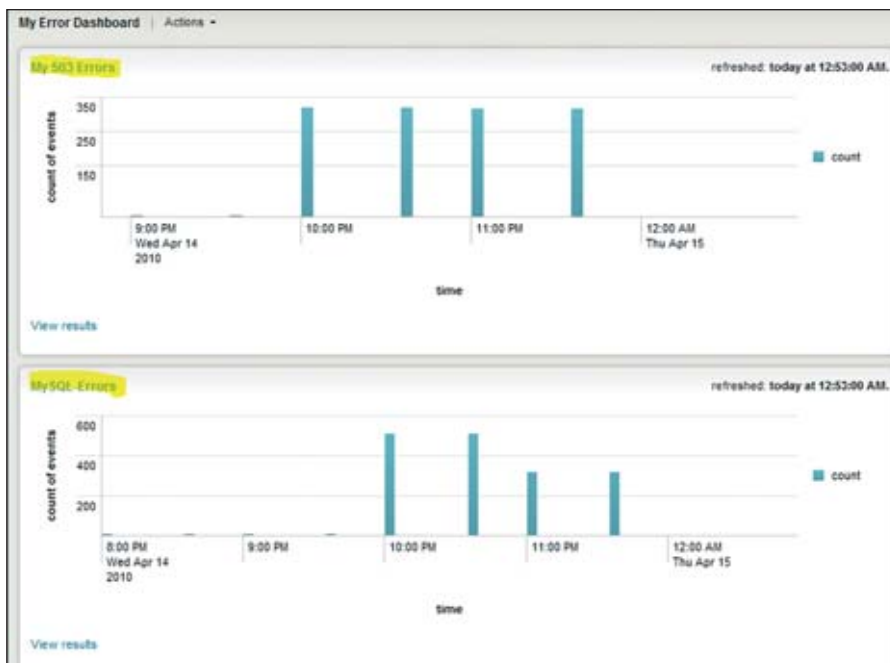 My Error Dashboard | Actions
My 503 Errors
refreshed: today at 12:53:00 AM.
count of events
350
250
150
count
9:00 PM
Wed Apr 14
2010
10:00 PM
11:00 PM
12:00 AM
Thu Apr 15
time
View results
MySQL-Errors
refreshed: today at 12:53:00 AM.
count of events
600
400
200
count
8:00 PM
Wed Apr 14
2010
9:00 PM
10:00 PM
11:00 PM
12:00 AM
Thu Apr 15
time
View results